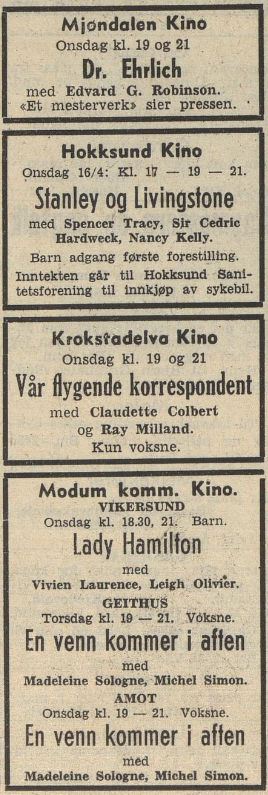 Mjøndalen Kino
Onsdag kl. 19 og 21
Dr. Ehrlich
med Edvard G. Robinson.
«Et mesterverk» sier pressen.
Hokksund Kino
Onsdag 16/4: Kl. 17 — 19 — 21.
Stanley og Livingstone
med Spencer Tracy, Sir Cedric
Hardweck, Nancy Kelly.
Barn adgang første forestilling.
Inntekten går til Hokksund Sani-
tetsforening til innkjøp av sykebil.
Krokstadelva Kino
Onsdag kl. 19 og 21
Vår flygende korrespondent
med Claudette Colbert
og Ray Milland.
Kun voksne.
Modum komm. Kino.
VIKERSUND
Onsdag kl. 18.30, 21. Barn.
Lady Hamilton
med
Vivien Laurence, Leigh Olivier.
GEITHUS
Torsdag kl. 19 — 21. Voksne.
En venn kommer i aften
med
Madeleine Sologne, Michel Simon.
AMOT
Onsdag kl. 19 — 21. Voksne.
En venn kommer i aften
med
Madeleine Sologne, Michel Simon.